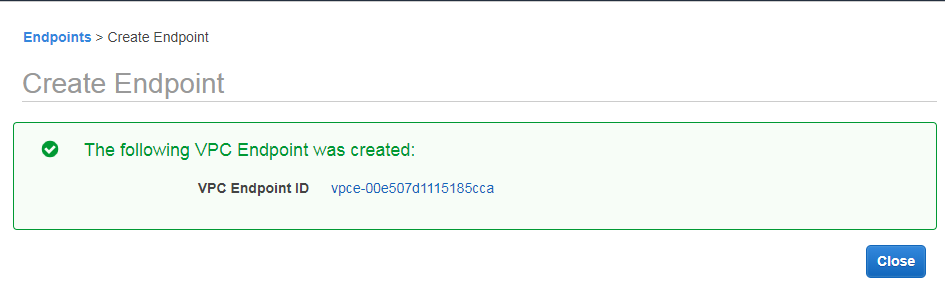 Endpoints > Create Endpoint
Create Endpoint
The following VPC Endpoint was created:
VPC Endpoint ID vpce-00e507d1115185cca
Close